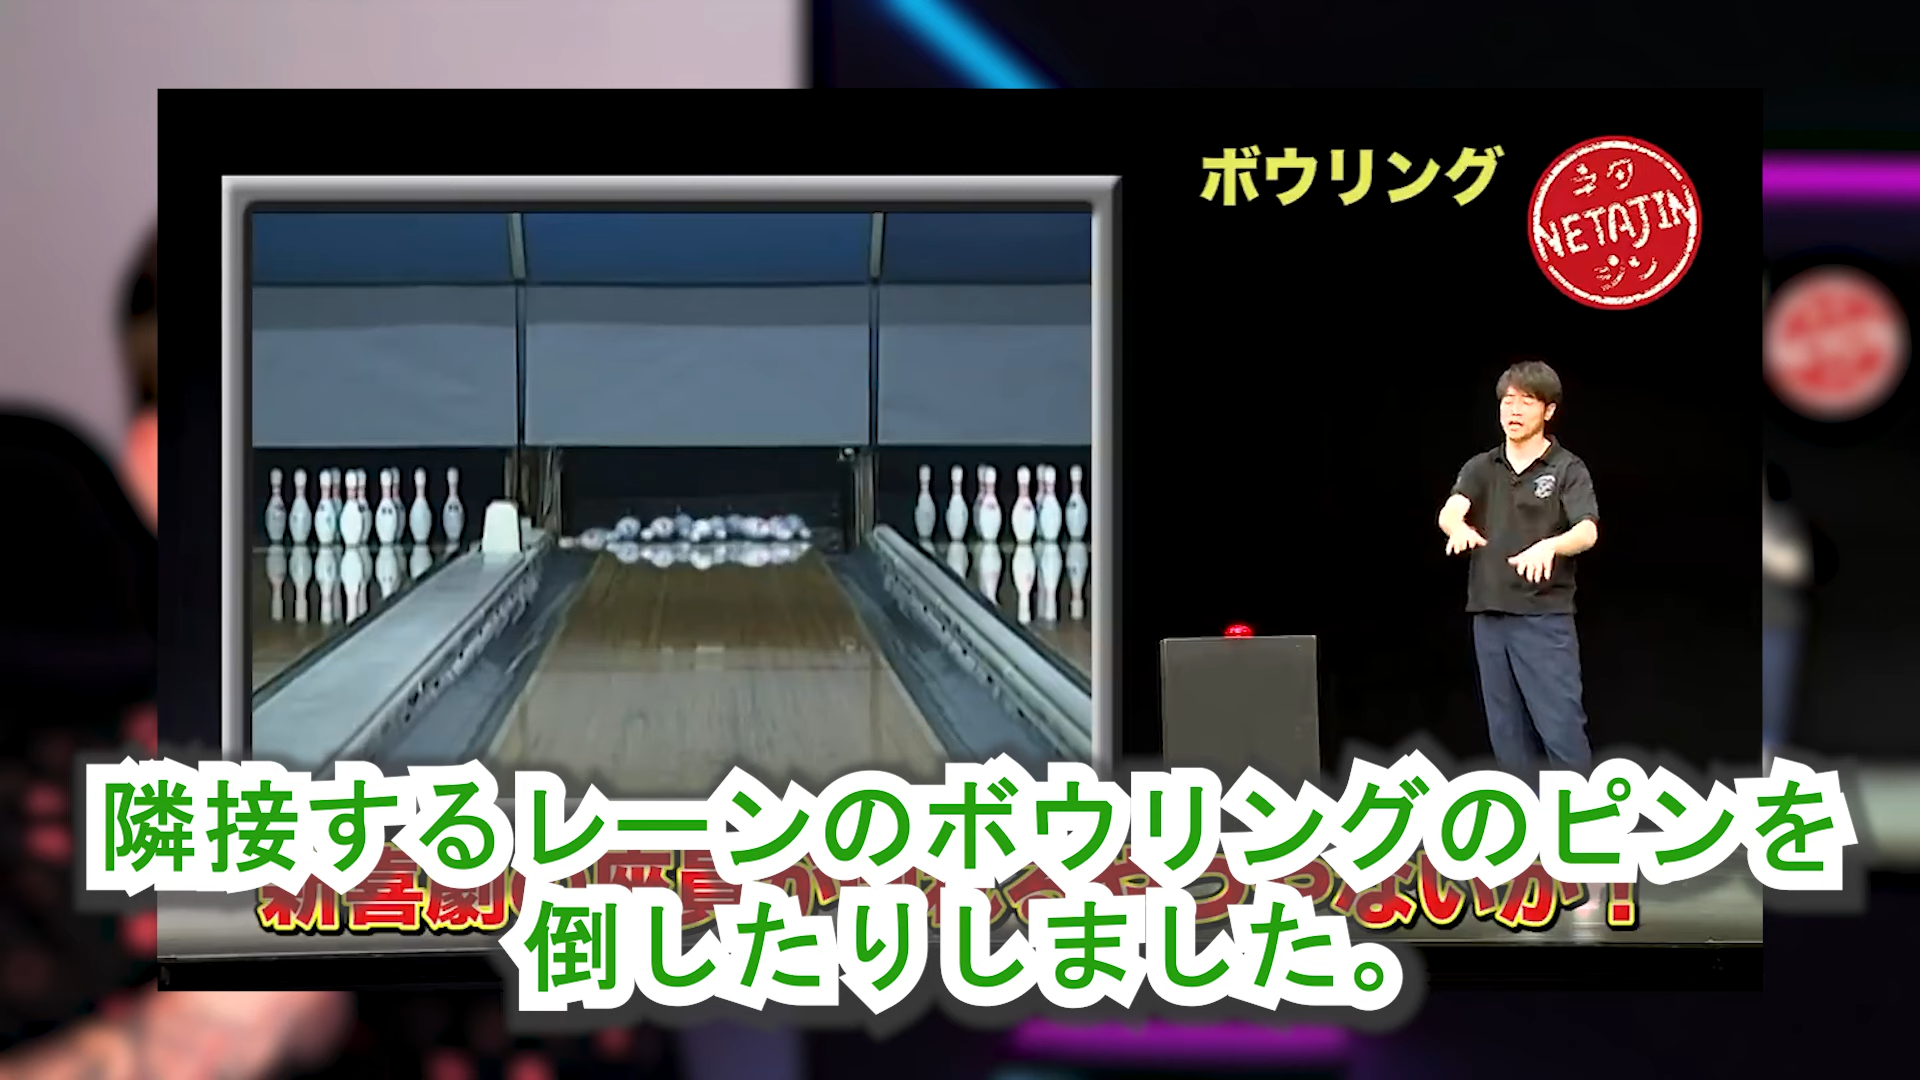 ボウリング
ネタ
NETAJIN
ジン
隣接するレーンのボウリングのピンを
倒したりしました。